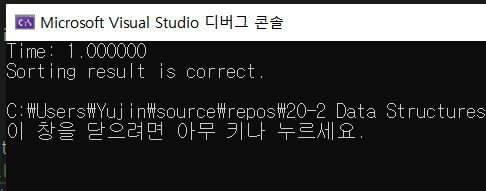 Microsoft Visual Studio 디버그 콘솔
Time: 1.000000
Sorting result is correct.
C:₩Users₩Yujin₩source₩repos₩20-2 Data Structures
이 창을 닫으려면 아무 키나 누르세요.